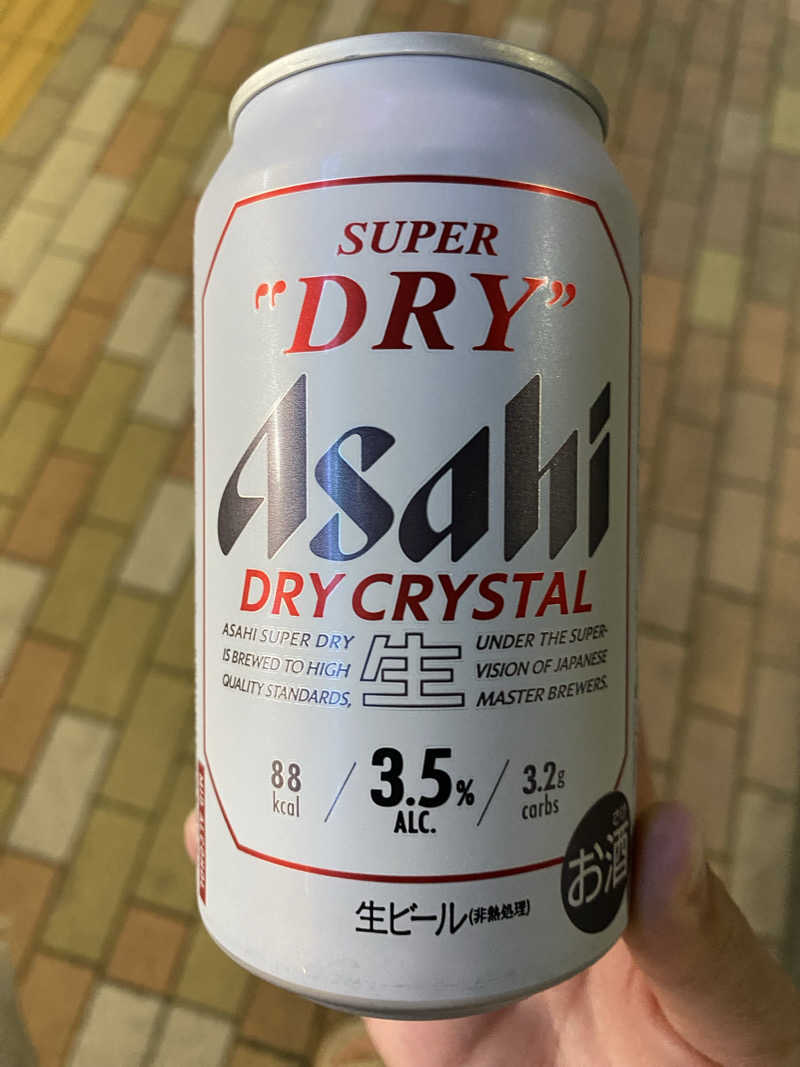 SUPER
“DRY”
Asahi
DRY CRYSTAL
ASAHI SUPER DRY
IS BREWED TO HIGH
QUALITY STANDARDS,
生
UNDER THE SUPER-
VISION OF JAPANESE
MASTER BREWERS.
88
kcal
3.5%
ALC.
3.2g
carbs
お酒
生ビール(非熱処理)